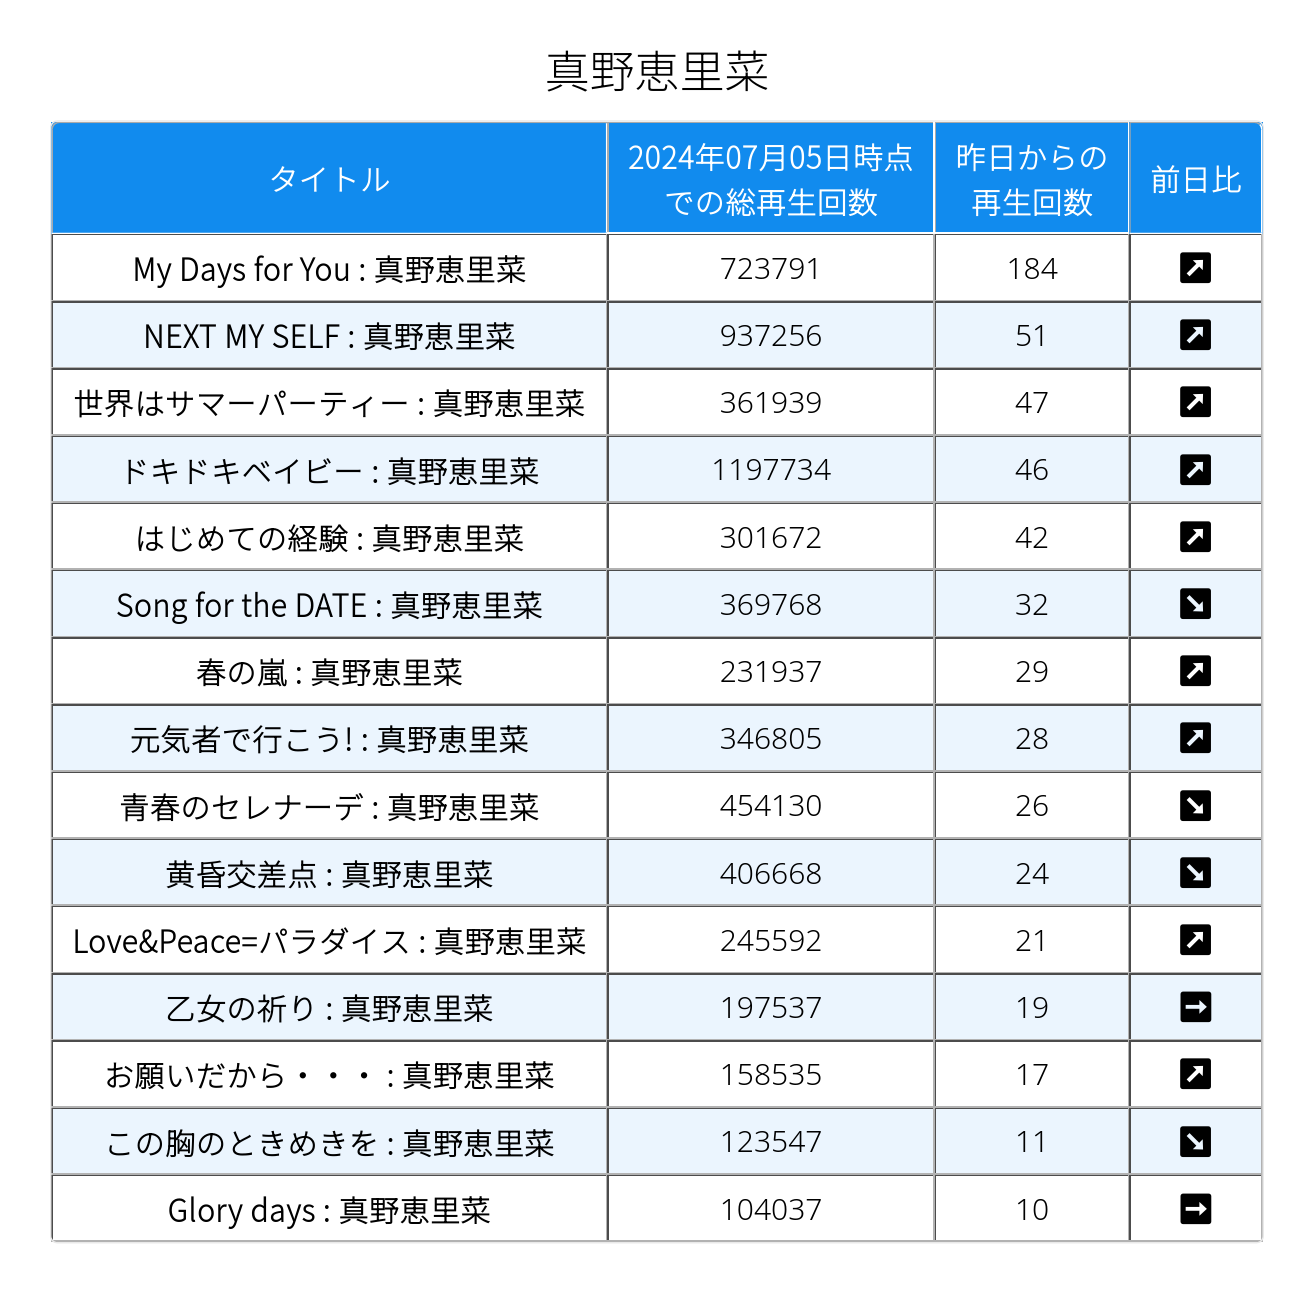 真野恵里菜
タイトル 2024年07月05日時点での総再生回数 昨日からの再生回数 前日比
My Days for You : 真野恵里菜 723791 184 ↗
NEXT MY SELF : 真野恵里菜 937256 51 ↗
世界はサマーパーティー : 真野恵里菜 361939 47 ↗
ドキドキベイビー : 真野恵里菜 1197734 46 ↗
はじめての経験 : 真野恵里菜 301672 42 ↗
Song for the DATE : 真野恵里菜 369768 32 ↘
春の嵐 : 真野恵里菜 231937 29 ↗
元気者で行こう! : 真野恵里菜 346805 28 ↗
青春のセレナーデ : 真野恵里菜 454130 26 ↘
黄昏交差点 : 真野恵里菜 406668 24 ↘
Love&Peace=パラダイス : 真野恵里菜 245592 21 ↗
乙女の祈り : 真野恵里菜 197537 19 →
お願いだから・・・ : 真野恵里菜 158535 17 ↗
この胸のときめきを : 真野恵里菜 123547 11 ↘
Glory days : 真野恵里菜 104037 10 →